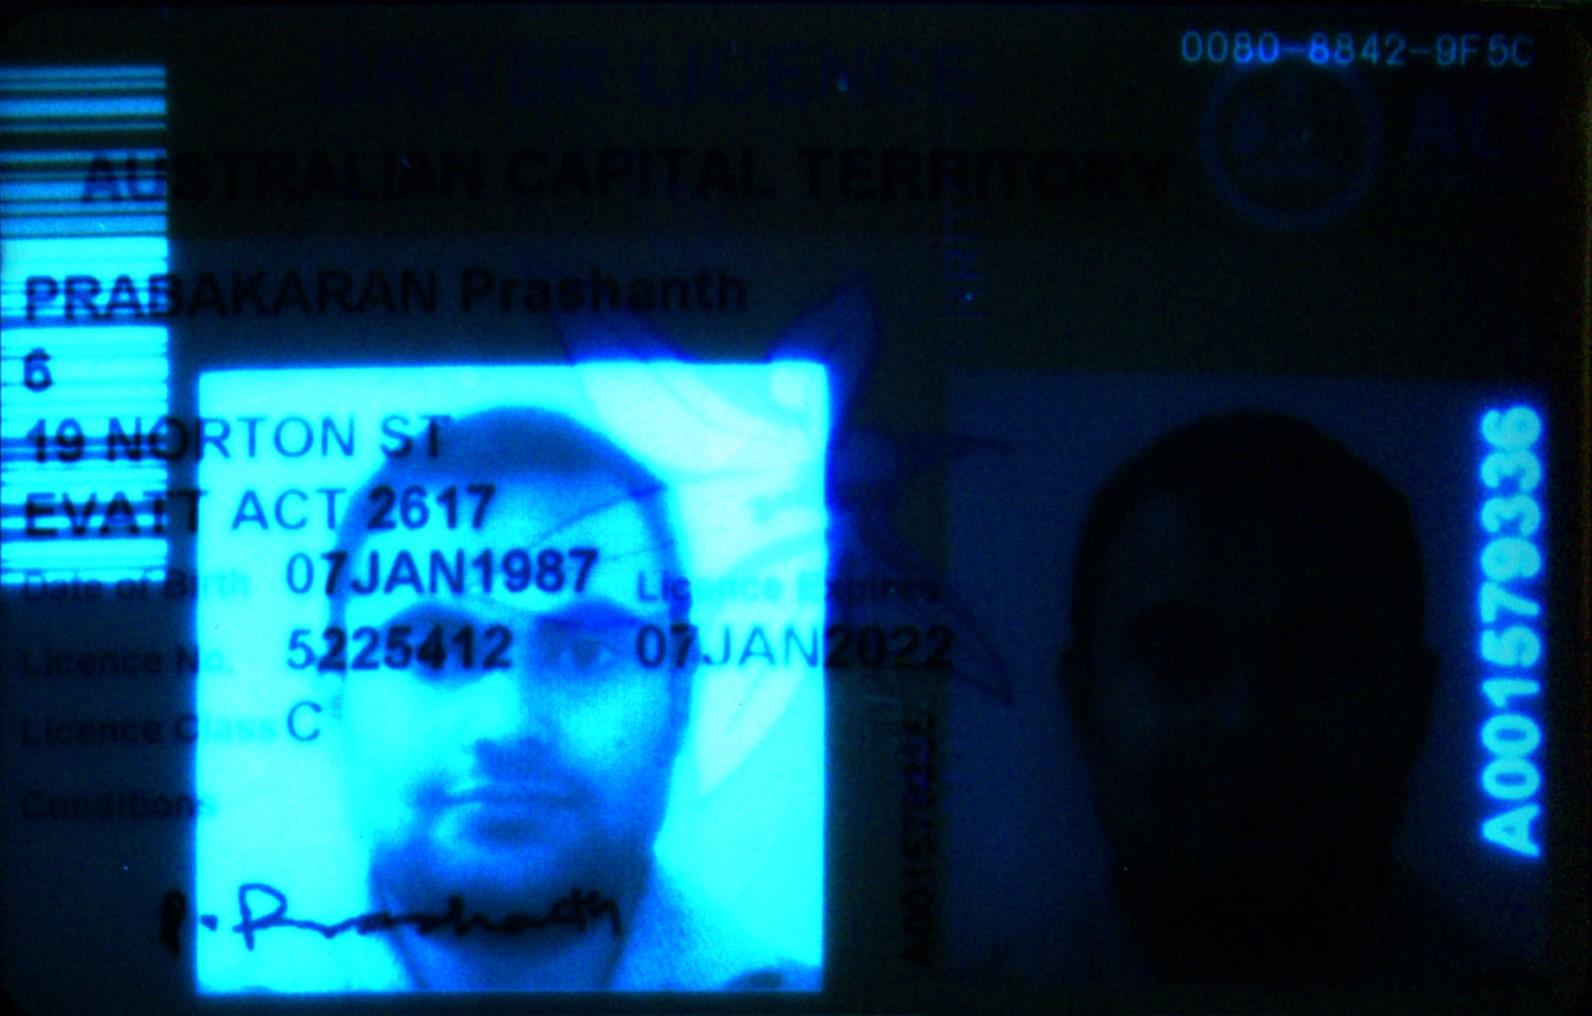 0080-8842-9F5C
DRIVER LICENCE
ACT
AUSTRALIAN CAPITAL TERRITORY
PRABAKARAN Prashanth
6
19 NORTON ST
EVATT ACT 2617
Date of Birth 07JAN1987 Licence Expires
Licence No. 5225412 07JAN2022
Licence Class C
Conditions
P. Prashanth
A001579336